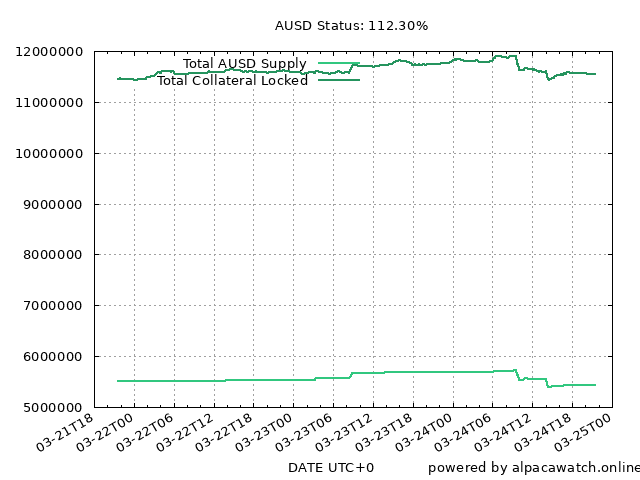 AUSD Status: 112.30%
12000000
11000000
10000000
9000000
8000000
7000000
6000000
5000000
Total AUSD Supply
Total Collateral Locked
03-21T18
03-22T00
03-22T06
03-22T12
03-22T18
03-23T00
03-23T06
03-23T12
03-23T18
03-24T00
03-24T06
03-24T12
03-24T18
03-25T00
DATE UTC+0
powered by alpacawatch.online